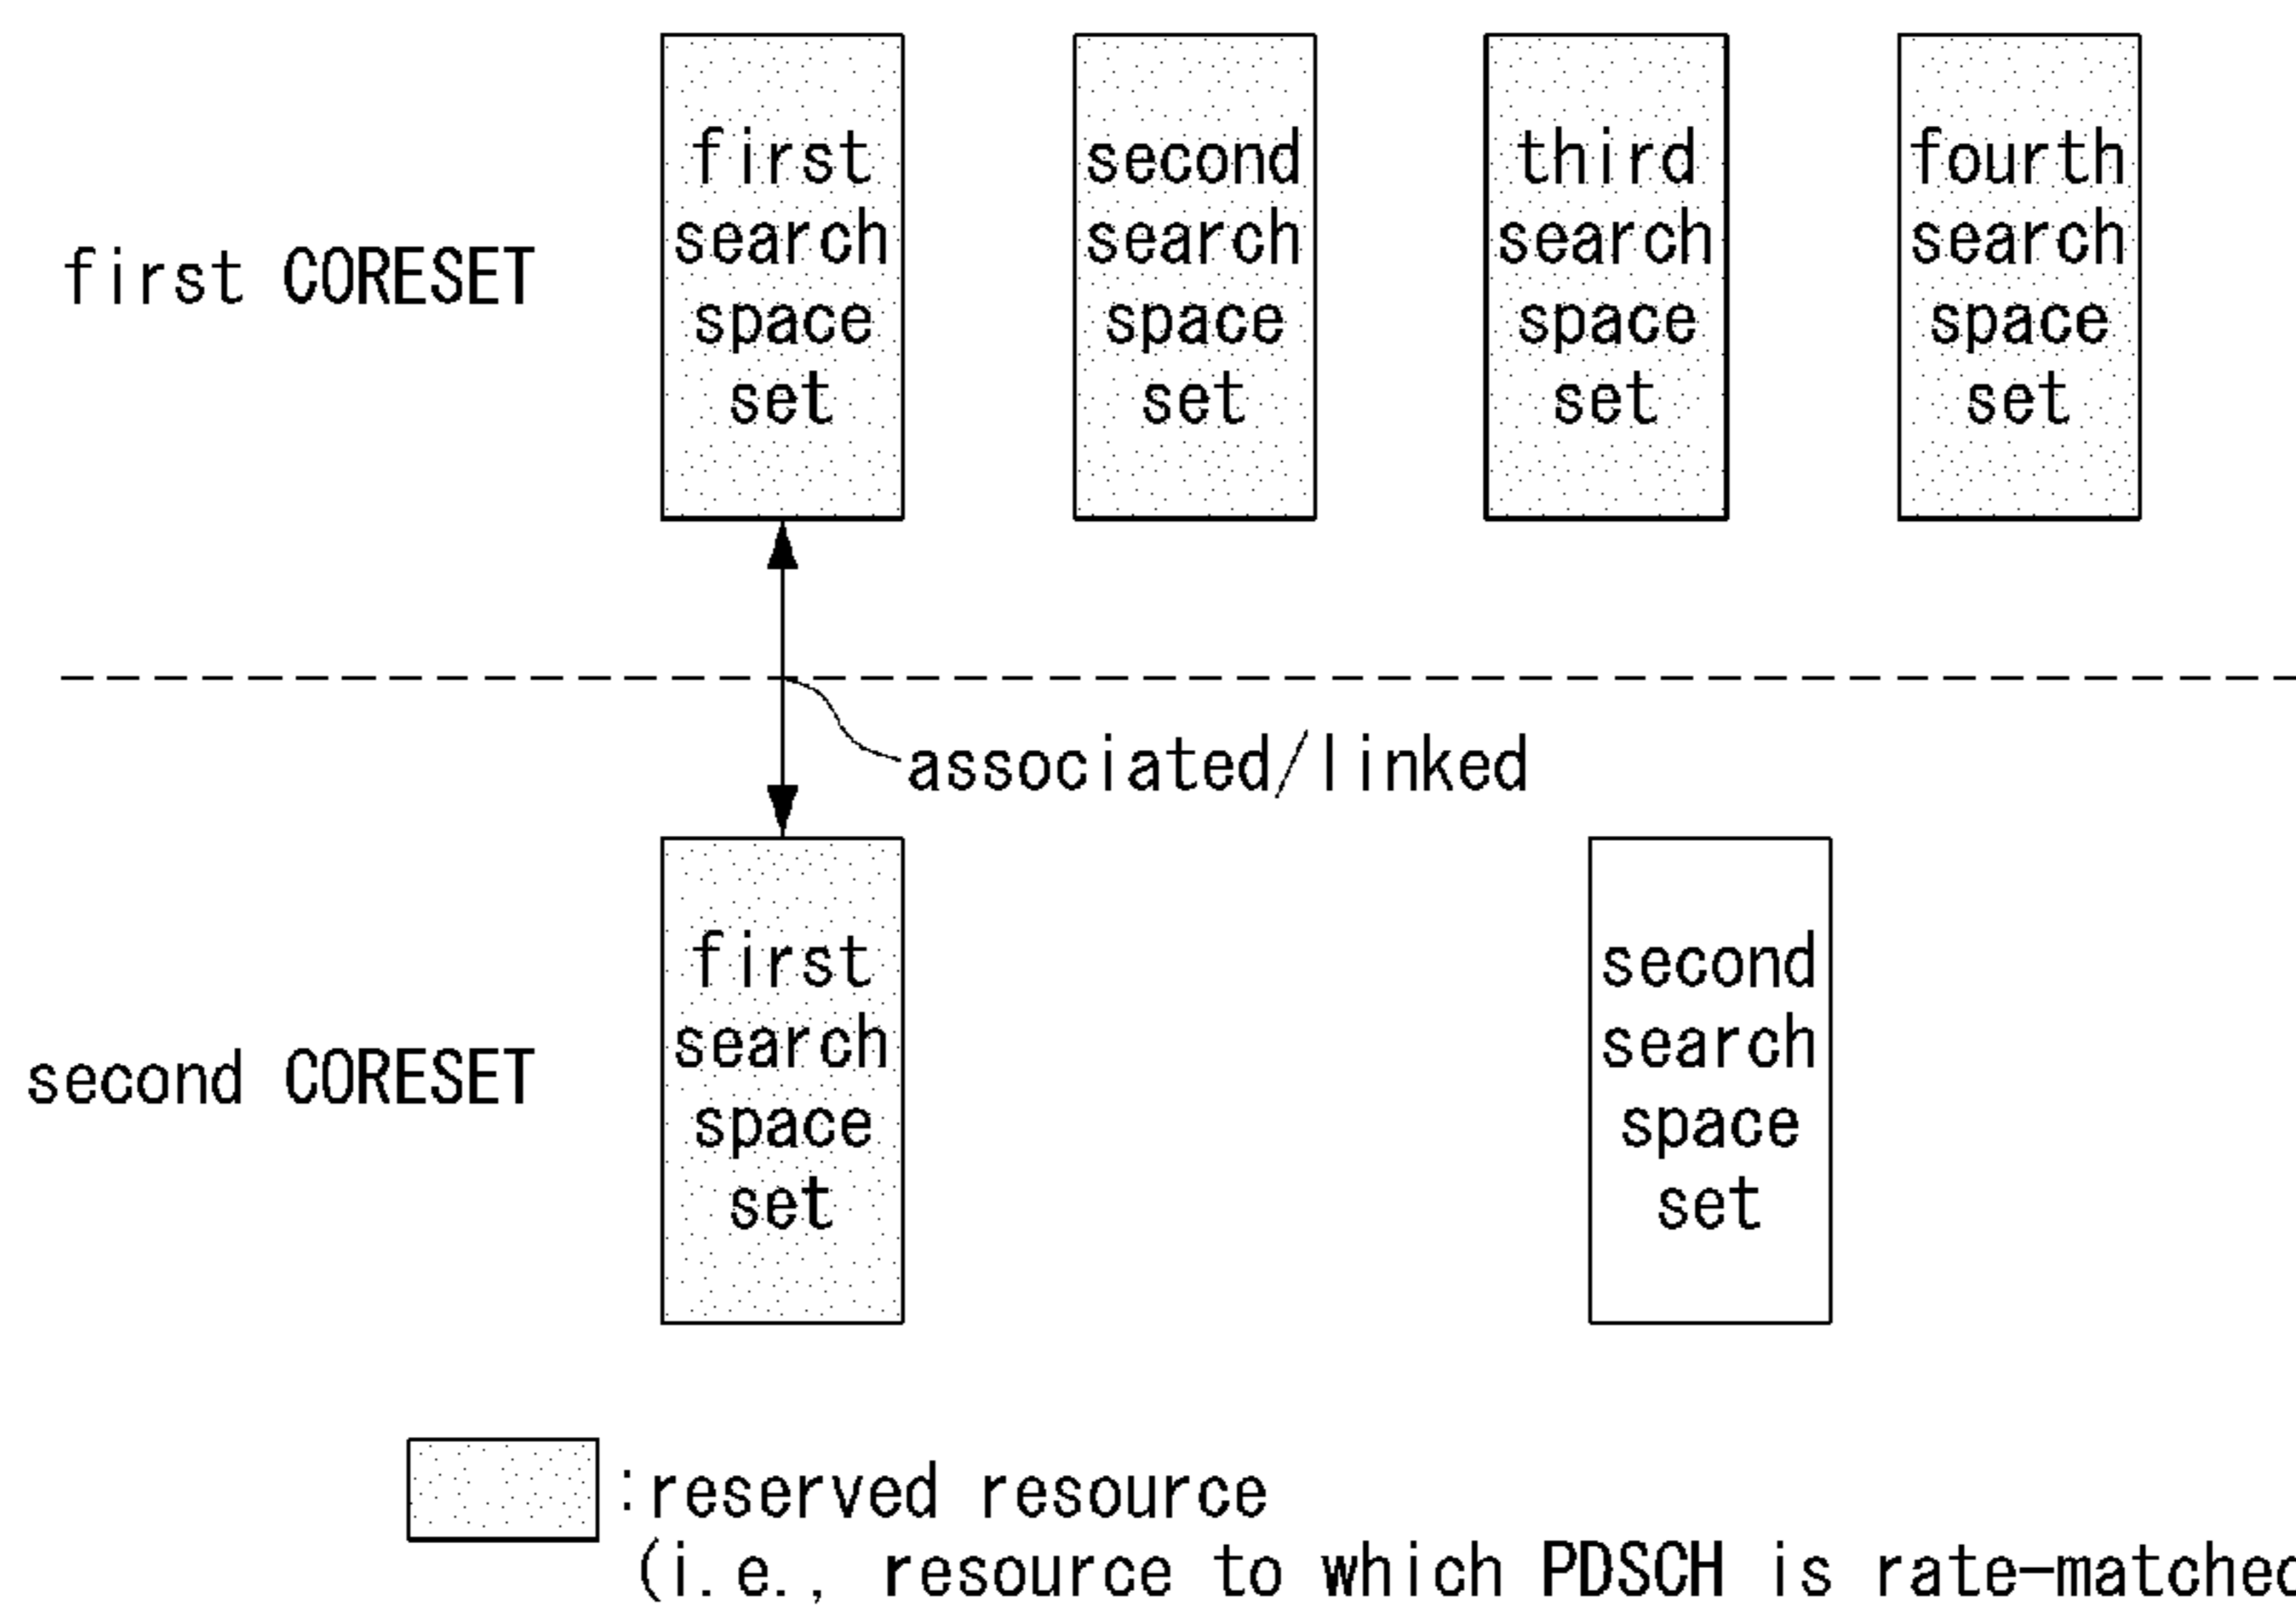 first CORESET
first
search
space
set
second
search
space
set
third
search
space
set
fourth
search
space
set
associated/linked
second CORESET
first
search
space
set
second
search
space
set
:reserved resource
(i.e., resource to which PDSCH is rate-matched